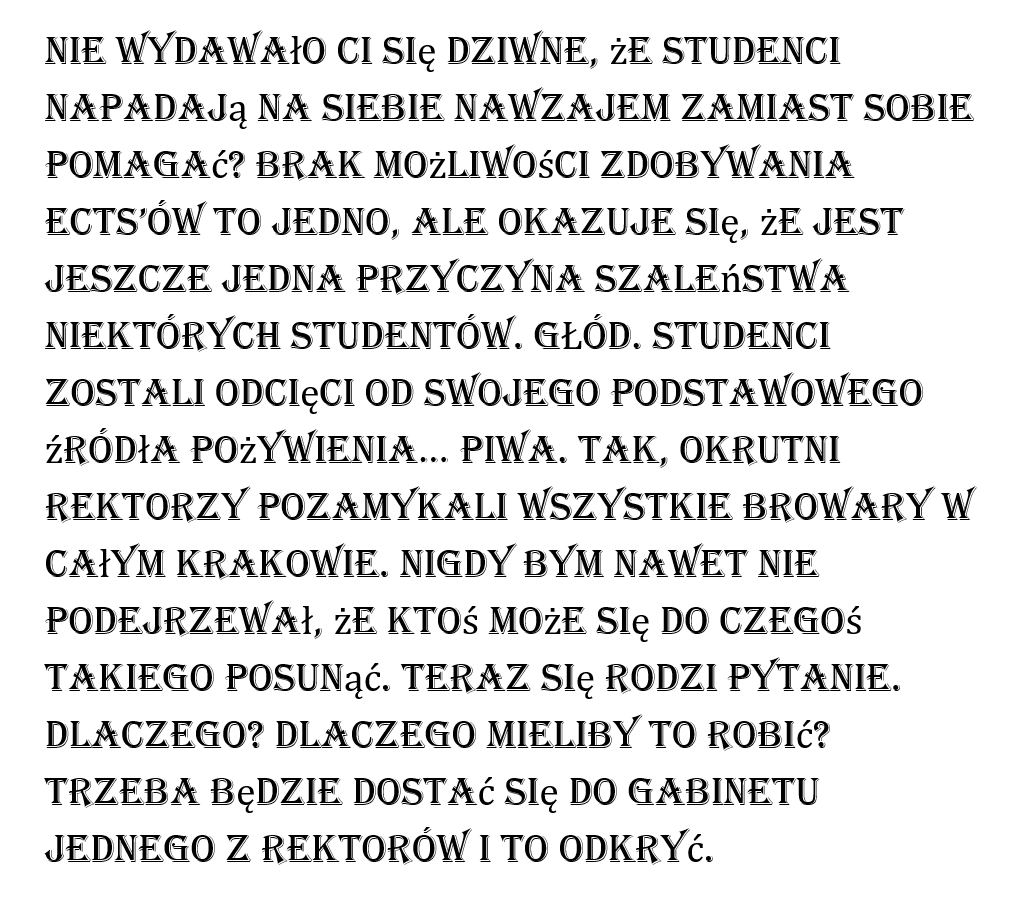 NIE WYDAWAłO CI SIę DZIWNE, żE STUDENCI
NAPADAJą NA SIEBIE NAWZAJEM ZAMIAST SOBIE
POMAGAć? BRAK MOżLIWOśCI ZDOBYWANIA
ECTS'ÓW TO JEDNO, ALE OKAZUJE SIę, żE JEST
JESZCZE JEDNA PRZYCZYNA SZALEńSTWA
NIEKTÓRYCH STUDENTÓW. GŁÓD. STUDENCI
ZOSTALI ODCIęCI OD SWOJEGO PODSTAWOWEGO
źRÓDłA POżYWIENIA... PIWA. TAK, OKRUTNI
REKTORZY POZAMYKALI WSZYSTKIE BROWARY W
CAłYM KRAKOWIE. NIGDY BYM NAWET NIE
PODEJRZEWAł, żE KTOś MOżE SIę DO CZEGOś
TAKIEGO POSUNąć. TERAZ SIę RODZI PYTANIE.
DLACZEGO? DLACZEGO MIELIBY TO ROBIć?
TRZEBA BęDZIE DOSTAć SIę DO GABINETU
JEDNEGO Z REKTORÓW I TO ODKRYć.